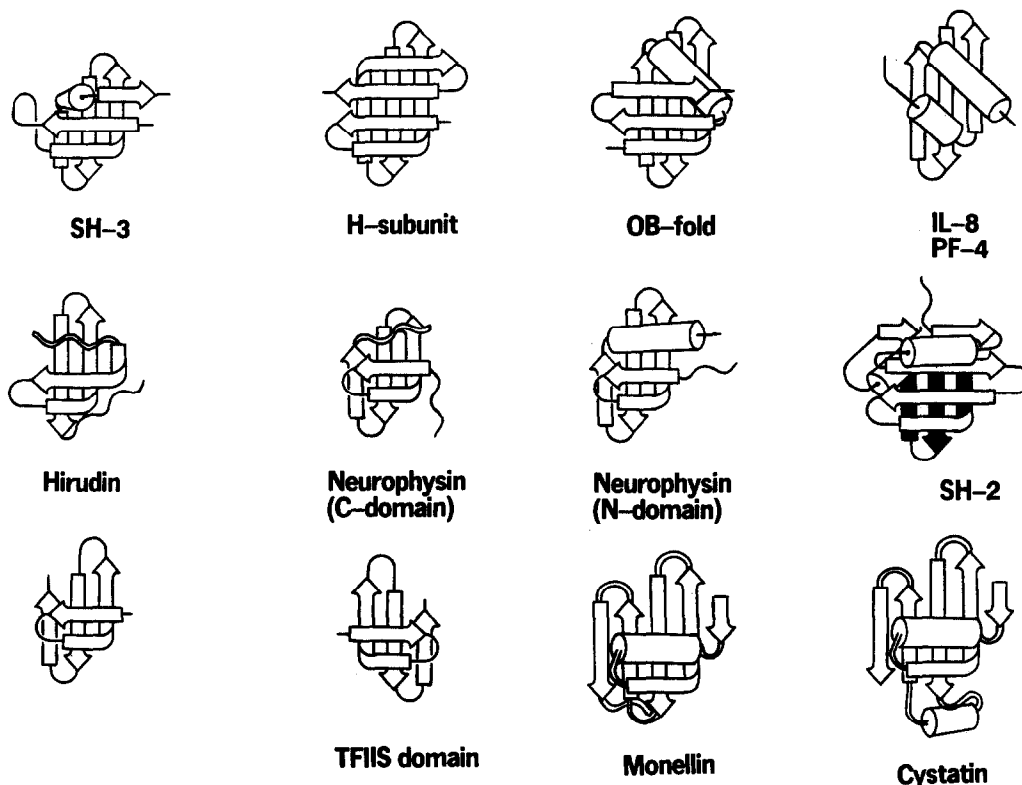 SH-3
H-subunit
OB-fold
IL-8
PF-4
Hirudin
Neurophysin
(C-domain)
Neurophysin
(N-domain)
SH-2
TFIIS domain
Monellin
Cystatin